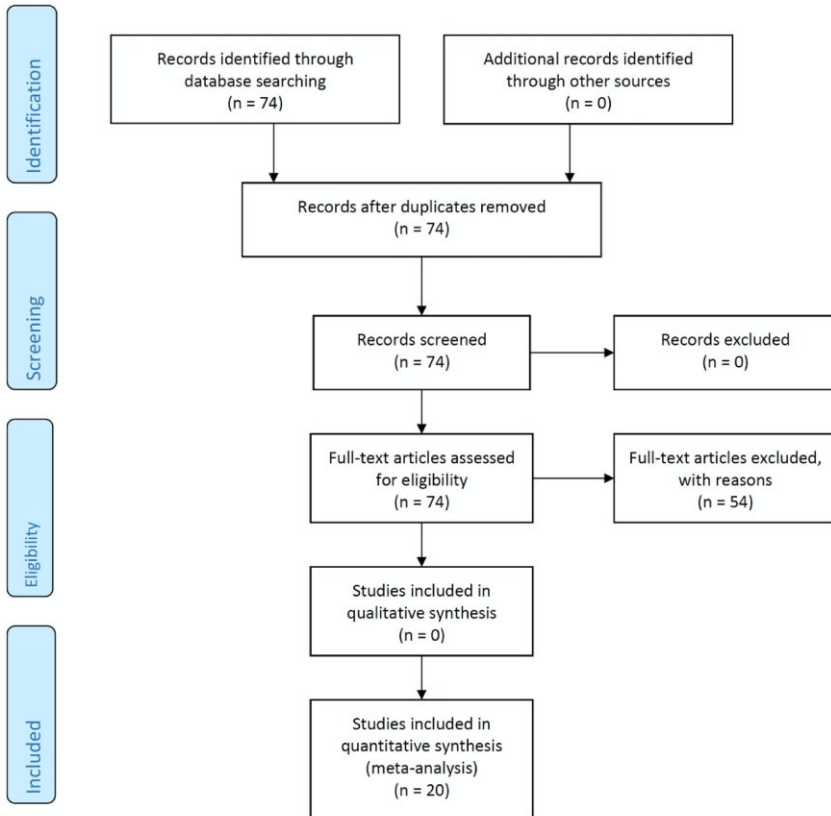 Identification
Records identified through
database searching
(n = 74)
Additional records identified
through other sources
(n = 0)
Records after duplicates removed
(n = 74)
Screening
Records screened
(n = 74)
Records excluded
(n = 0)
Eligibility
Full-text articles assessed
for eligibility
(n = 74)
Full-text articles excluded,
with reasons
(n = 54)
Studies included in
qualitative synthesis
(n = 0)
Included
Studies included in
quantitative synthesis
(meta-analysis)
(n = 20)